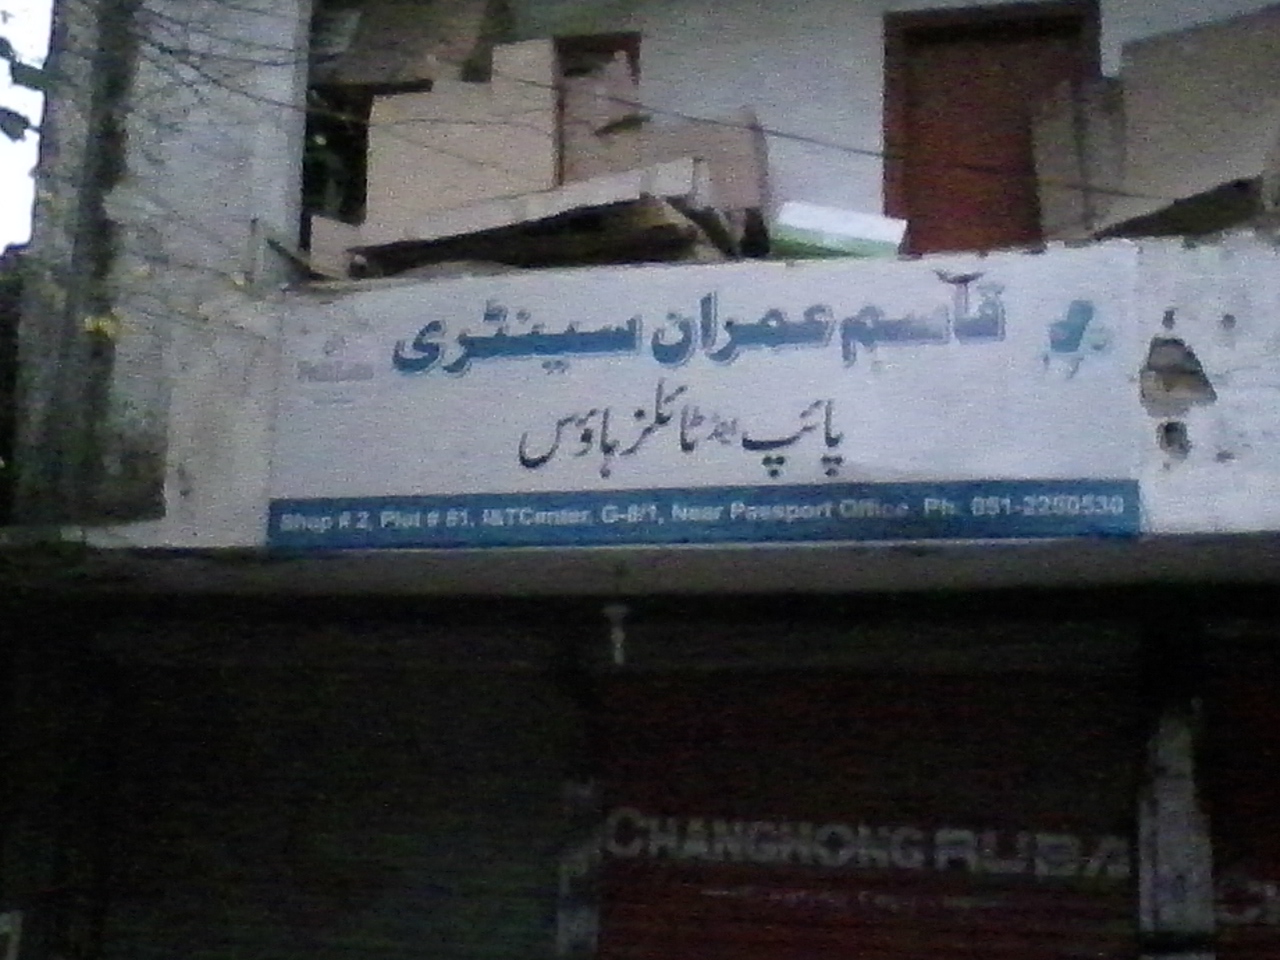 قاسم عمران سینٹری
پائپ اینڈ ٹائلز ہاؤس
Shop # 2, Plot # 81, I&TCenter, G-8/1, Near Passport Office. Ph: 051-2250530
CHANGHONG RUBA